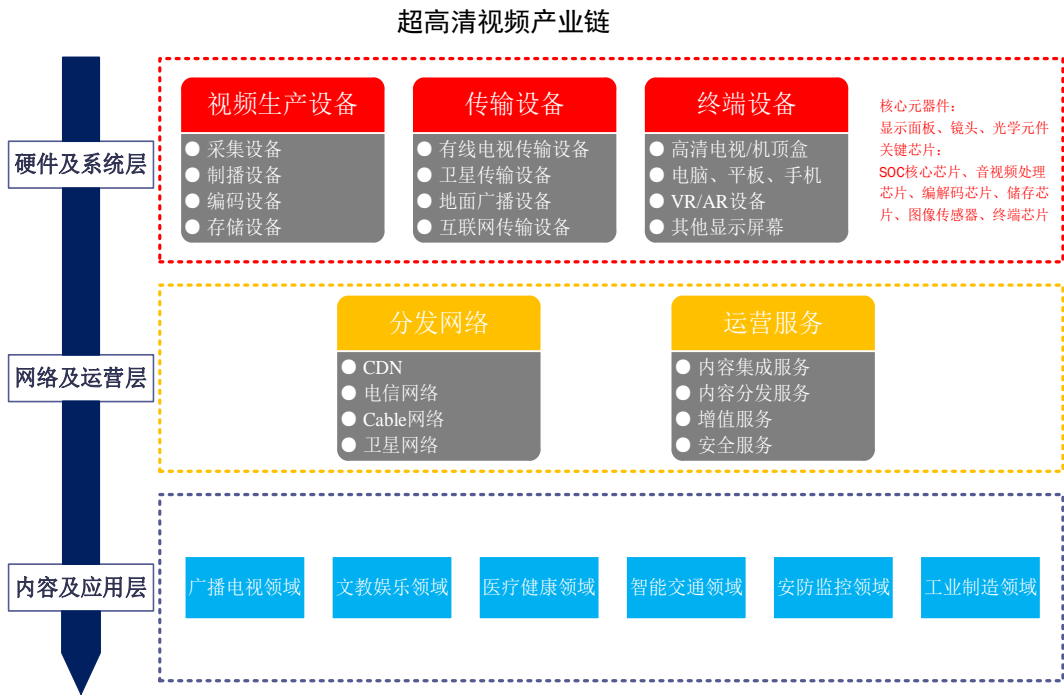 超高清视频产业链
硬件及系统层
视频生产设备
采集设备
制播设备
编码设备
存储设备
传输设备
有线电视传输设备
卫星传输设备
地面广播设备
互联网传输设备
终端设备
高清电视/机顶盒
电脑、平板、手机
VR/AR设备
其他显示屏幕
核心元器件：
显示面板、镜头、光学元件
关键芯片：
SOC核心芯片、音视频处理
芯片、编解码芯片、储存芯
片、图像传感器、终端芯片
网络及运营层
分发网络
CDN
电信网络
Cable网络
卫星网络
运营服务
内容集成服务
内容分发服务
增值服务
安全服务
内容及应用层
广播电视领域
文教娱乐领域
医疗健康领域
智能交通领域
安防监控领域
工业制造领域